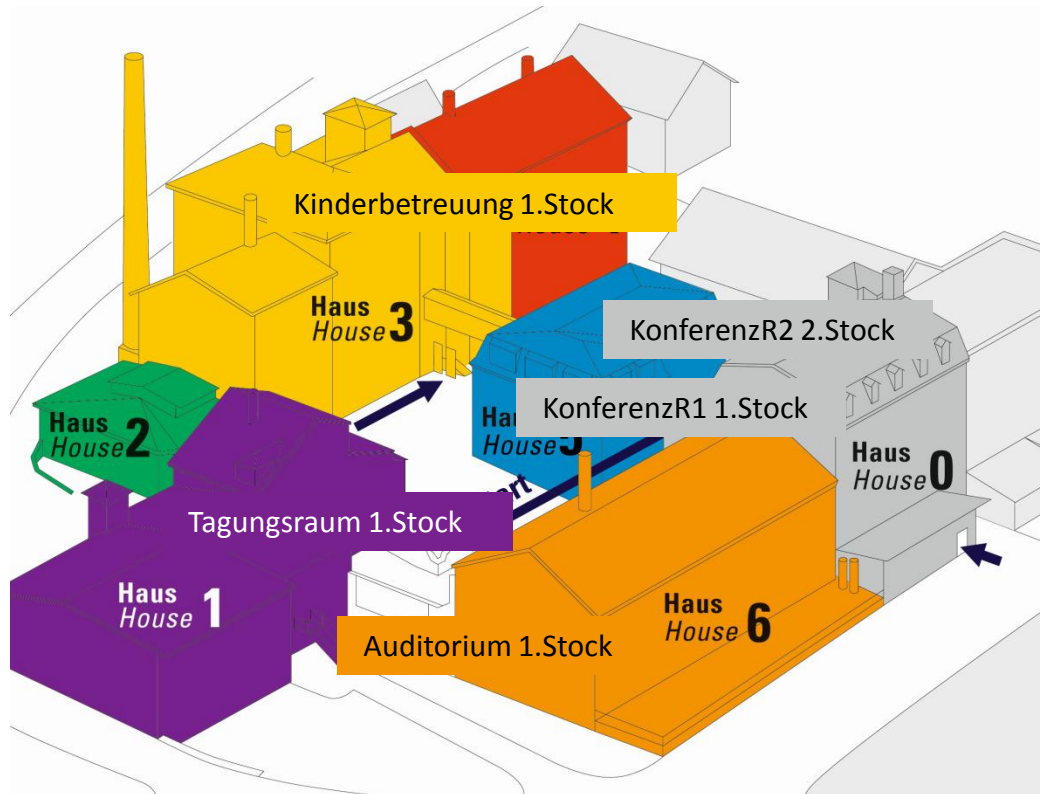 Kinderbetreuung 1.Stock
Haus
House 3
KonferenzR2 2.Stock
KonferenzR1 1.Stock
Haus
House 2
Haus
House 0
Tagungsraum 1.Stock
Haus
House 1
Haus
House 6
Auditorium 1.Stock